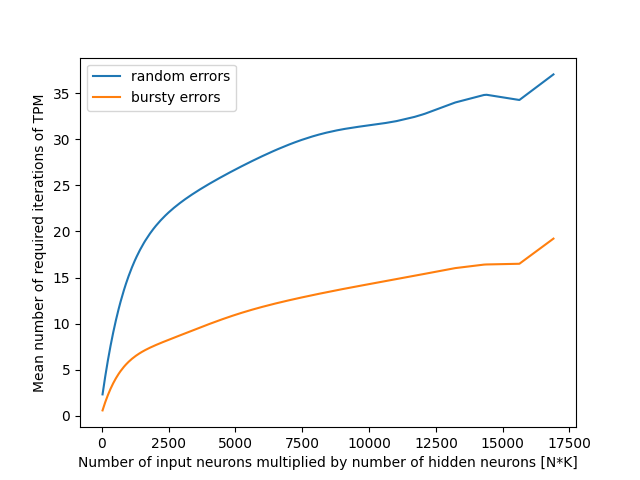 random errors
bursty errors
Mean number of required iterations of TPM
35
30
25
20
15
10
5
0
0 2500 5000 7500 10000 12500 15000 17500
Number of input neurons multiplied by number of hidden neurons [N*K]